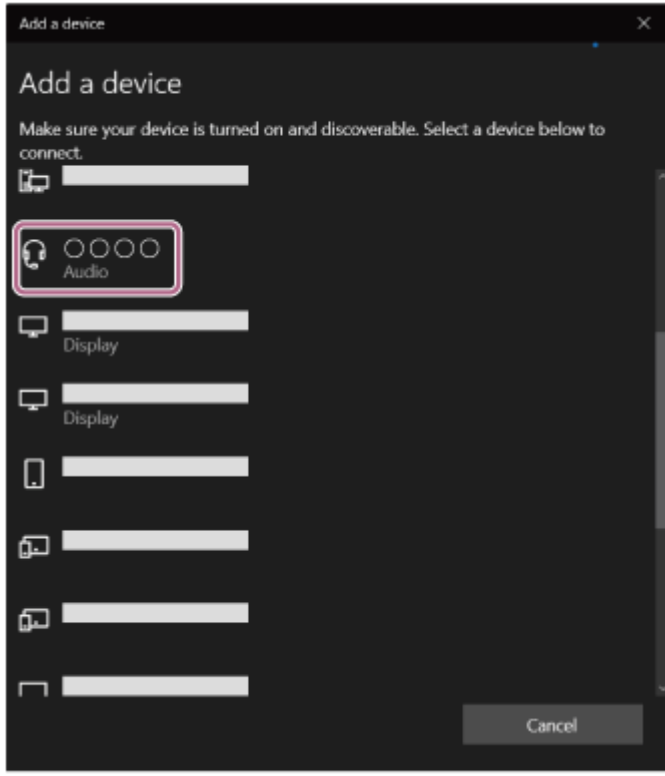 Add a device
Add a device
Make sure your device is turned on and discoverable. Select a device below to
connect.
○○○○
Audio
Display
Display
Cancel